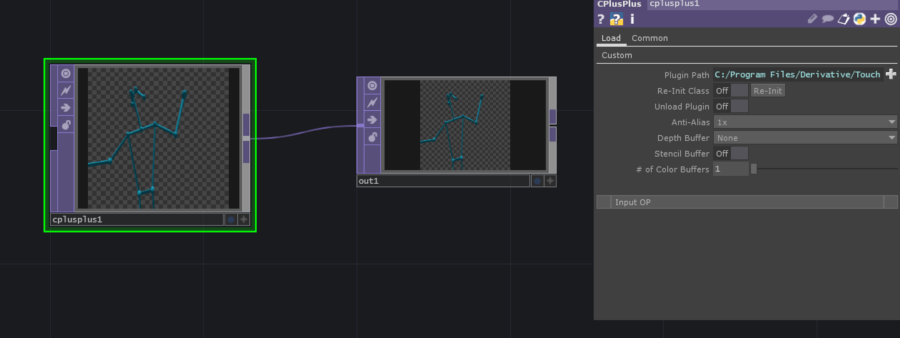 CPlusPlus cplusplus1
? i
Load Common
Custom
Plugin Path C:/Program Files/Derivative/Touch
Re-Init Class Off Re-Init
Unload Plugin Off
Anti-Alias 1x
Depth Buffer None
Stencil Buffer Off
# of Color Buffers 1
Input OP
cplusplus1
out1